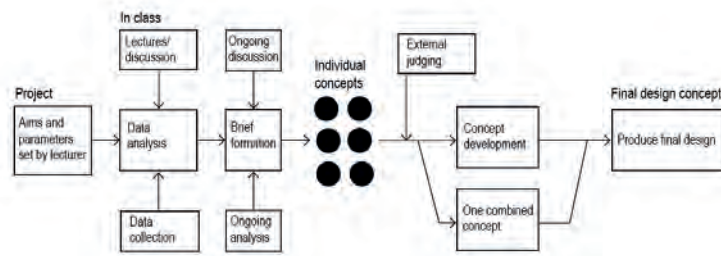 In class
Lectures/
discussion
Ongoing
discussion
Individual
concepts
External
judging
Project
Aims and
parameters
set by lecturer
Data
analysis
Brief
formation
Concept
development
Final design concept
Produce final design
Data
collection
Ongoing
analysis
One combined
concept